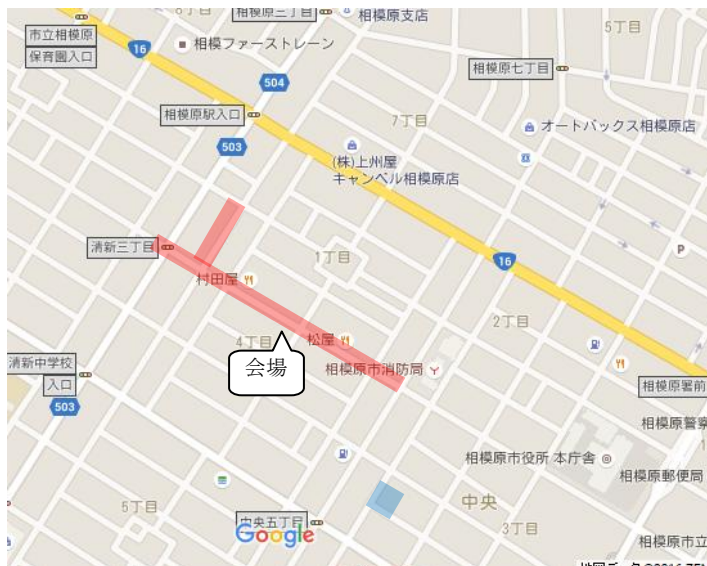 8丁目
相模原三丁目
相模原支店
5丁目
市立相模原
保育園入口
16
相模ファーストレーン
相模原七丁目
504
相模原駅入口
7丁目
オートバックス相模原店
503
(株)上州屋
キャンベル相模原店
清新三丁目
1丁目
P
16
村田屋
2丁目
4丁目
松屋
会場
相模原市消防局
清新中学校
入口
相模原署前
503
相模原警察
相模原市役所 本庁舎
相模原郵便局
5丁目
中央
中央五丁目
3丁目
Google
相模原市立